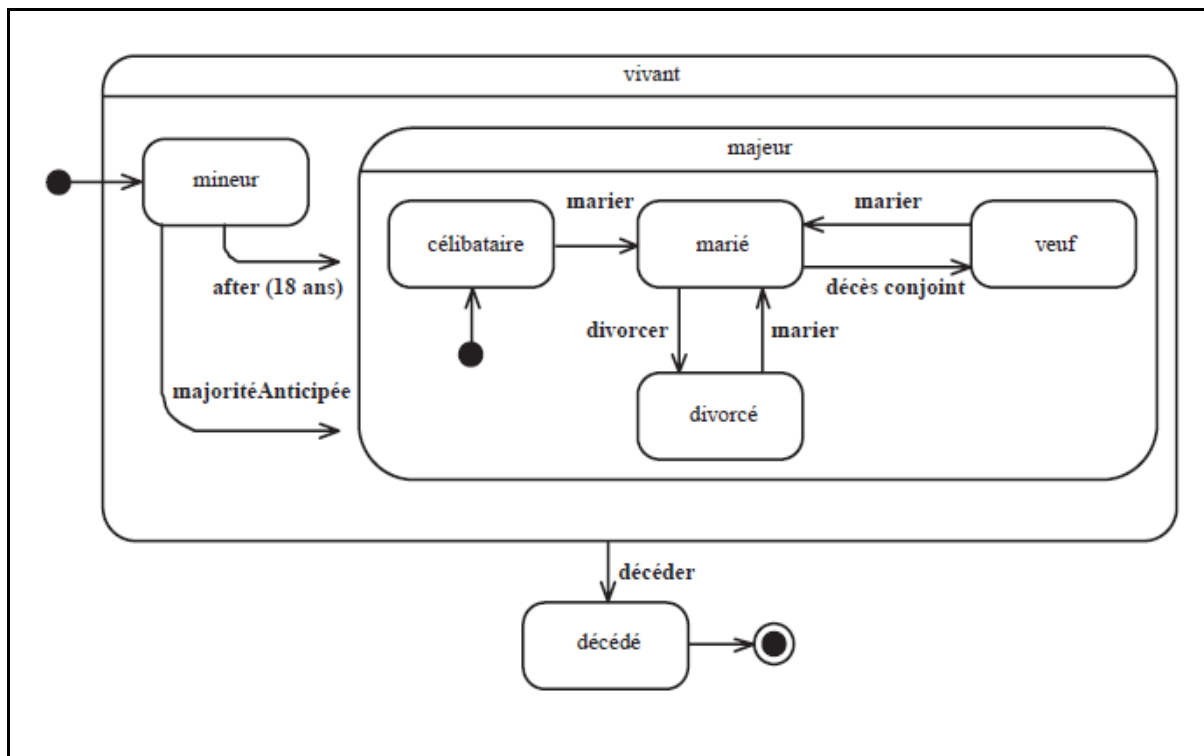 vivant
majeur
mineur
marier
marier
célibataire
marié
veuf
after (18 ans)
décès conjoint
divorcer
marier
majoritéAnticipée
divorcé
décéder
décédé